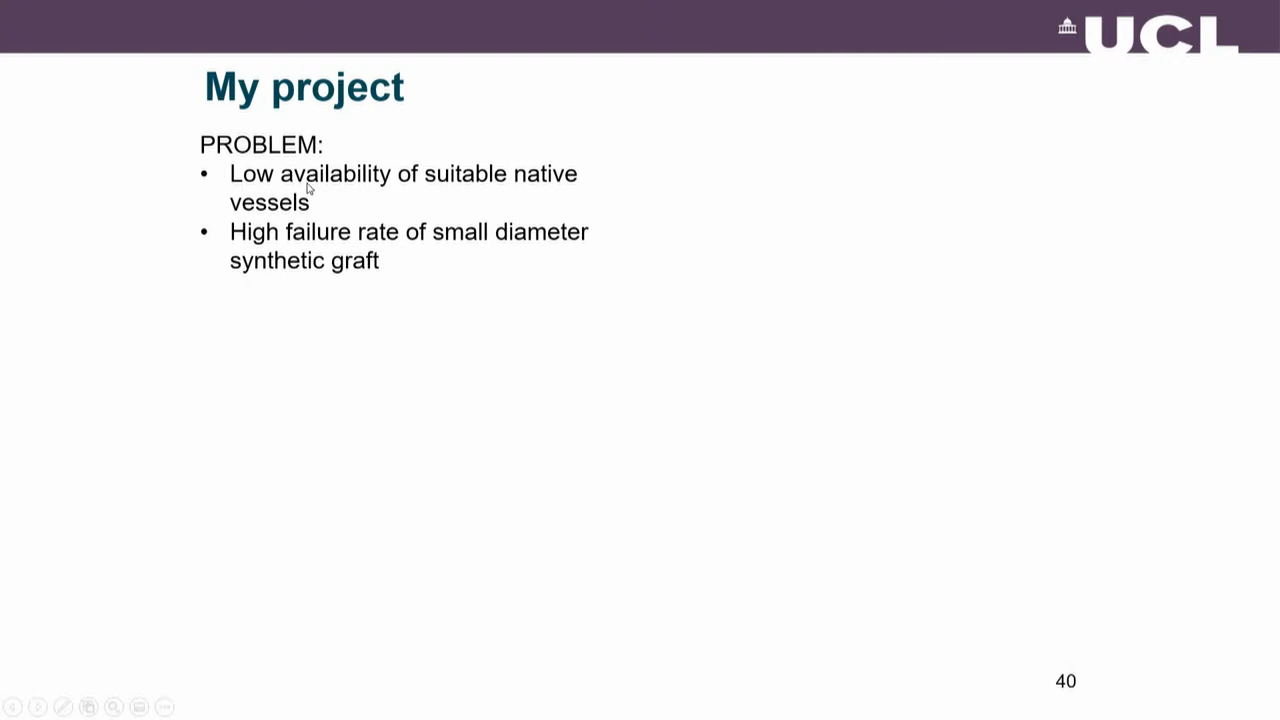 UCL
My project
PROBLEM:
• Low availability of suitable native
vessels
• High failure rate of small diameter
synthetic graft
40